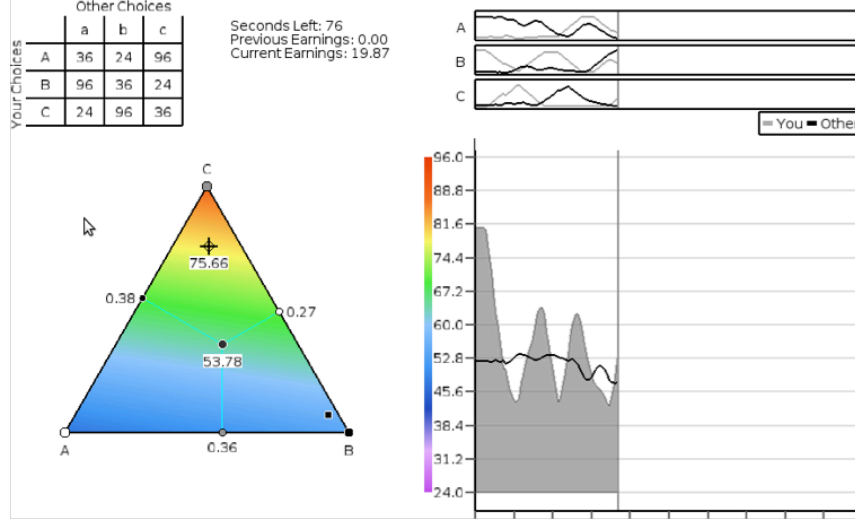 Other Choices
a b c
Your Choices
A 36 24 96
B 96 36 24
C 24 96 36
Seconds Left: 76
Previous Earnings: 0.00
Current Earnings: 19.87
A
B
C
You Other
C
75.66
0.38
0.27
53.78
A
0.36
B
96.0
88.8
81.6
74.4
67.2
60.0
52.8
45.6
38.4
31.2
24.0